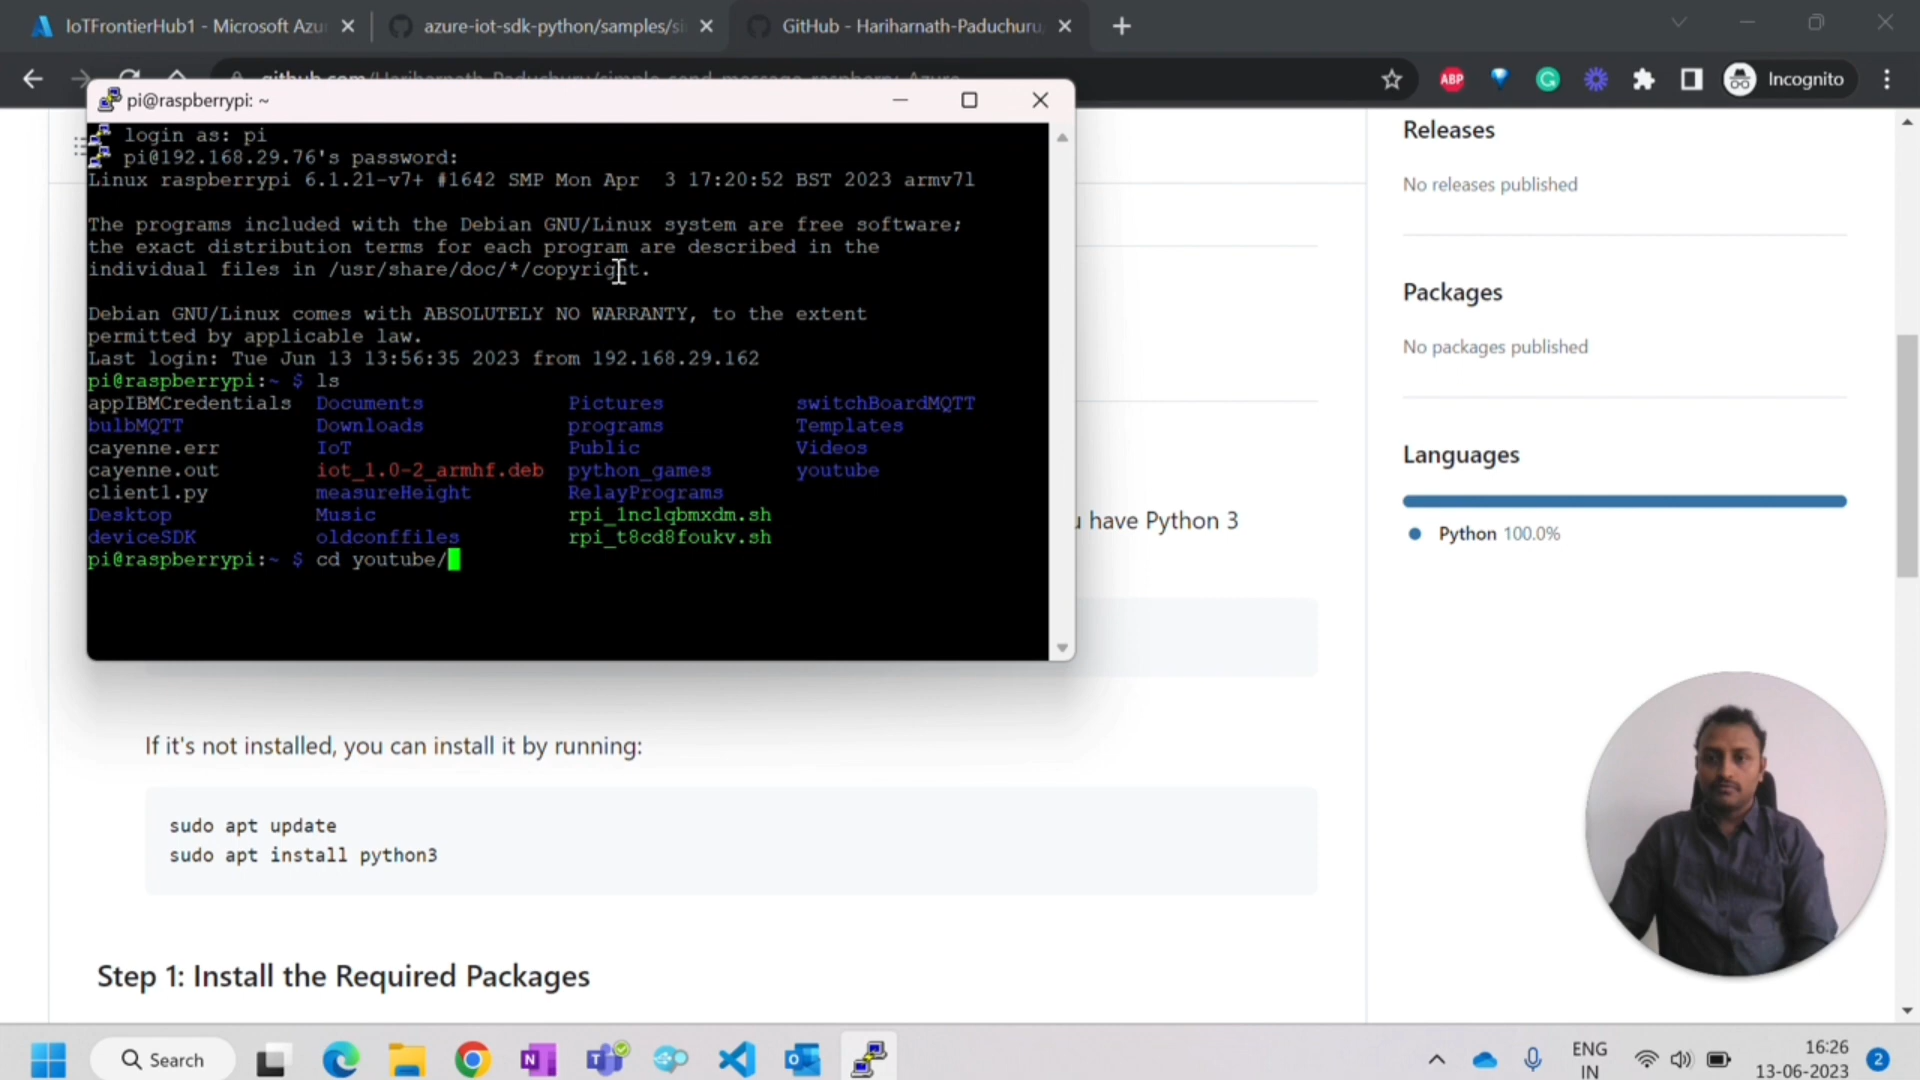 IoTFrontierHub1 - Microsoft Azu
azure-iot-sdk-python/samples/si
GitHub - Hariharnath-Paduchuru
ABP
Incognito
pi@raspberrypi: ~
login as: pi
pi@192.168.29.76's password:
Linux raspberrypi 6.1.21-v7+ #1642 SMP Mon Apr  3 17:20:52 BST 2023 armv7l
The programs included with the Debian GNU/Linux system are free software;
the exact distribution terms for each program are described in the
individual files in /usr/share/doc/*/copyright.
Debian GNU/Linux comes with ABSOLUTELY NO WARRANTY, to the extent
permitted by applicable law.
Last login: Tue Jun 13 13:56:35 2023 from 192.168.29.162
pi@raspberrypi:~ $ ls
appIBMCredentials Documents Pictures switchBoardMQTT
bulbMQTT Downloads programs Templates
cayenne.err IoT Public Videos
cayenne.out iot_1.0-2_armhf.deb python_games youtube
client1.py measureHeight RelayPrograms
Desktop Music rpi_1nclqbmxdm.sh
deviceSDK oldconffiles rpi_t8cd8foukv.sh
pi@raspberrypi:~ $ cd youtube/
have Python 3
If it's not installed, you can install it by running:
sudo apt update
sudo apt install python3
Step 1: Install the Required Packages
Releases
No releases published
Packages
No packages published
Languages
Python 100.0%
Search
ENG
IN
16:26
13-06-2023
2